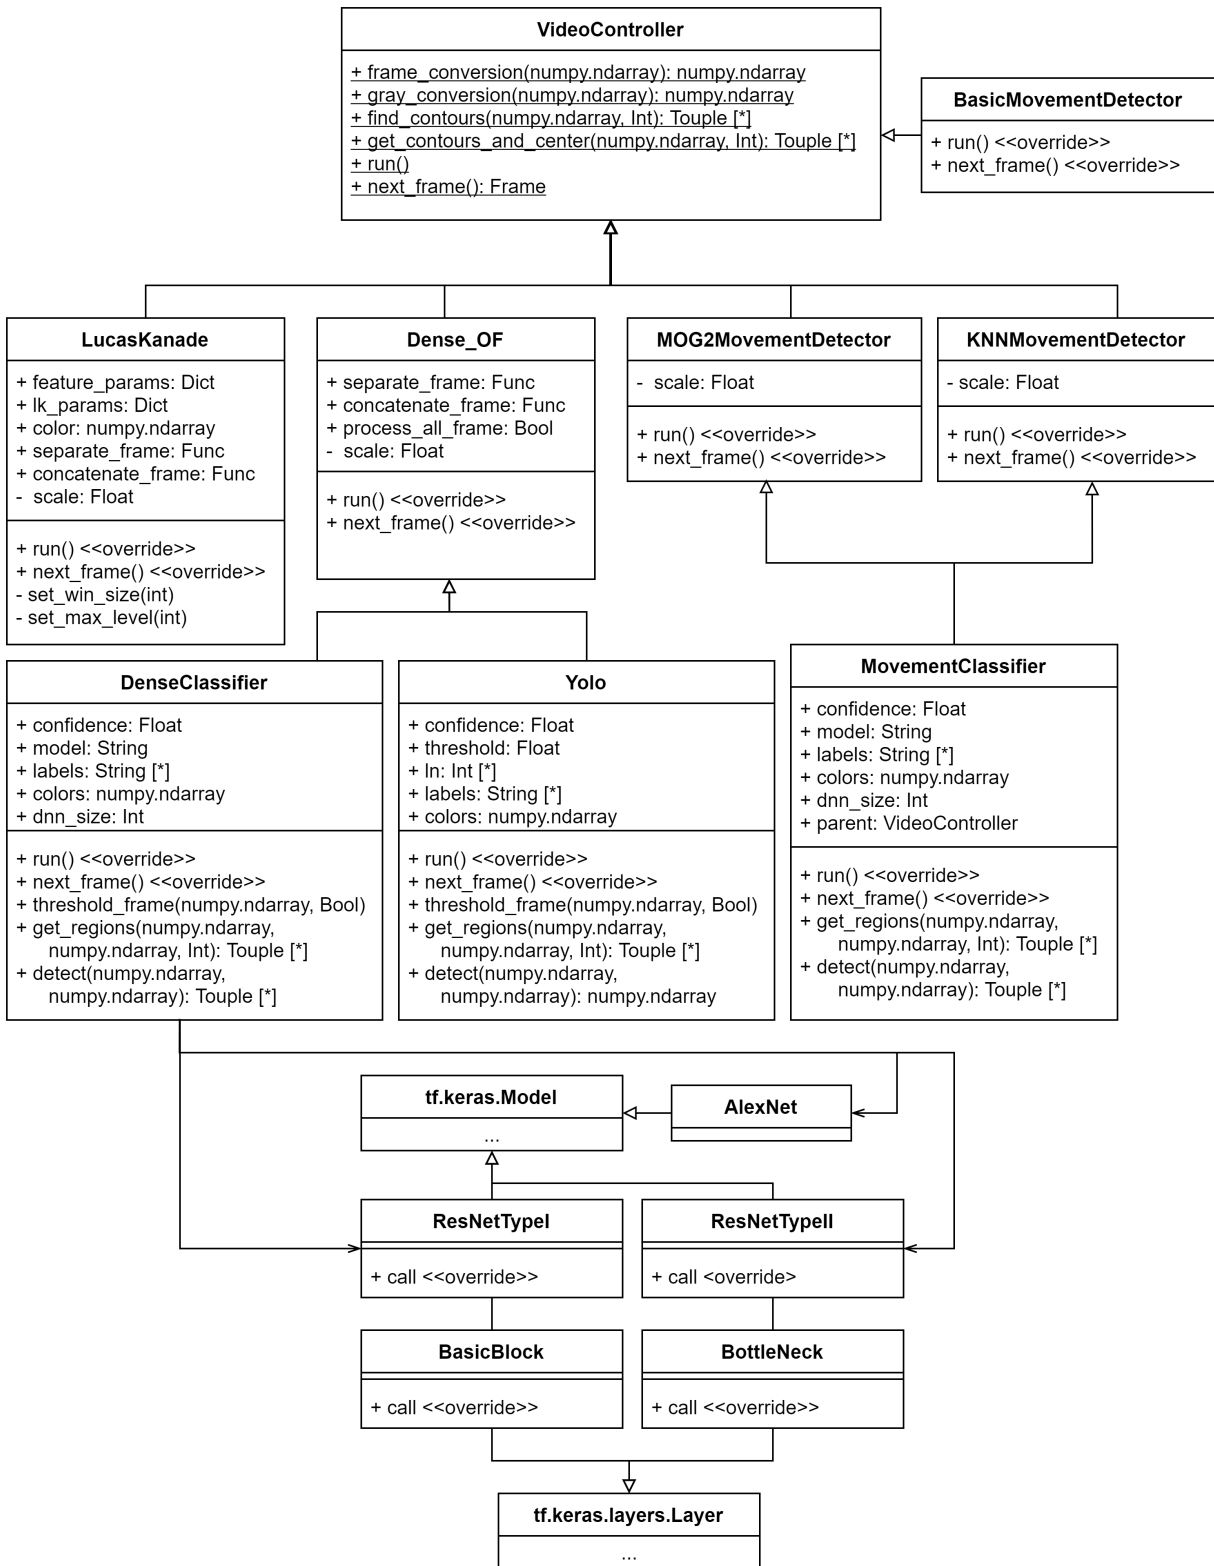 VideoController
+ frame_conversion(numpy.ndarray): numpy.ndarray
+ gray_conversion(numpy.ndarray): numpy.ndarray
+ find_contours(numpy.ndarray, Int): Touple [*]
+ get_contours_and_center(numpy.ndarray, Int): Touple [*]
+ run()
+ next_frame(): Frame
BasicMovementDetector
+ run() <<override>>
+ next_frame() <<override>>
LucasKanade
+ feature_params: Dict
+ lk_params: Dict
+ color: numpy.ndarray
+ separate_frame: Func
+ concatenate_frame: Func
- scale: Float
+ run() <<override>>
+ next_frame() <<override>>
- set_win_size(int)
- set_max_level(int)
Dense_OF
+ separate_frame: Func
+ concatenate_frame: Func
+ process_all_frame: Bool
- scale: Float
+ run() <<override>>
+ next_frame() <<override>>
MOG2MovementDetector
- scale: Float
+ run() <<override>>
+ next_frame() <<override>>
KNNMovementDetector
- scale: Float
+ run() <<override>>
+ next_frame() <<override>>
DenseClassifier
+ confidence: Float
+ model: String
+ labels: String [*]
+ colors: numpy.ndarray
+ dnn_size: Int
+ run() <<override>>
+ next_frame() <<override>>
+ threshold_frame(numpy.ndarray, Bool)
+ get_regions(numpy.ndarray,
numpy.ndarray, Int): Touple [*]
+ detect(numpy.ndarray,
numpy.ndarray): Touple [*]
Yolo
+ confidence: Float
+ threshold: Float
+ ln: Int [*]
+ labels: String [*]
+ colors: numpy.ndarray
+ run() <<override>>
+ next_frame() <<override>>
+ threshold_frame(numpy.ndarray, Bool)
+ get_regions(numpy.ndarray,
numpy.ndarray, Int): Touple [*]
+ detect(numpy.ndarray,
numpy.ndarray): numpy.ndarray
MovementClassifier
+ confidence: Float
+ model: String
+ labels: String [*]
+ colors: numpy.ndarray
+ dnn_size: Int
+ parent: VideoController
+ run() <<override>>
+ next_frame() <<override>>
+ get_regions(numpy.ndarray,
numpy.ndarray, Int): Touple [*]
+ detect(numpy.ndarray,
numpy.ndarray): Touple [*]
tf.keras.Model
...
AlexNet
ResNetTypeI
+ call <<override>>
ResNetTypeII
+ call <override>
BasicBlock
+ call <<override>>
BottleNeck
+ call <<override>>
tf.keras.layers.Layer
...